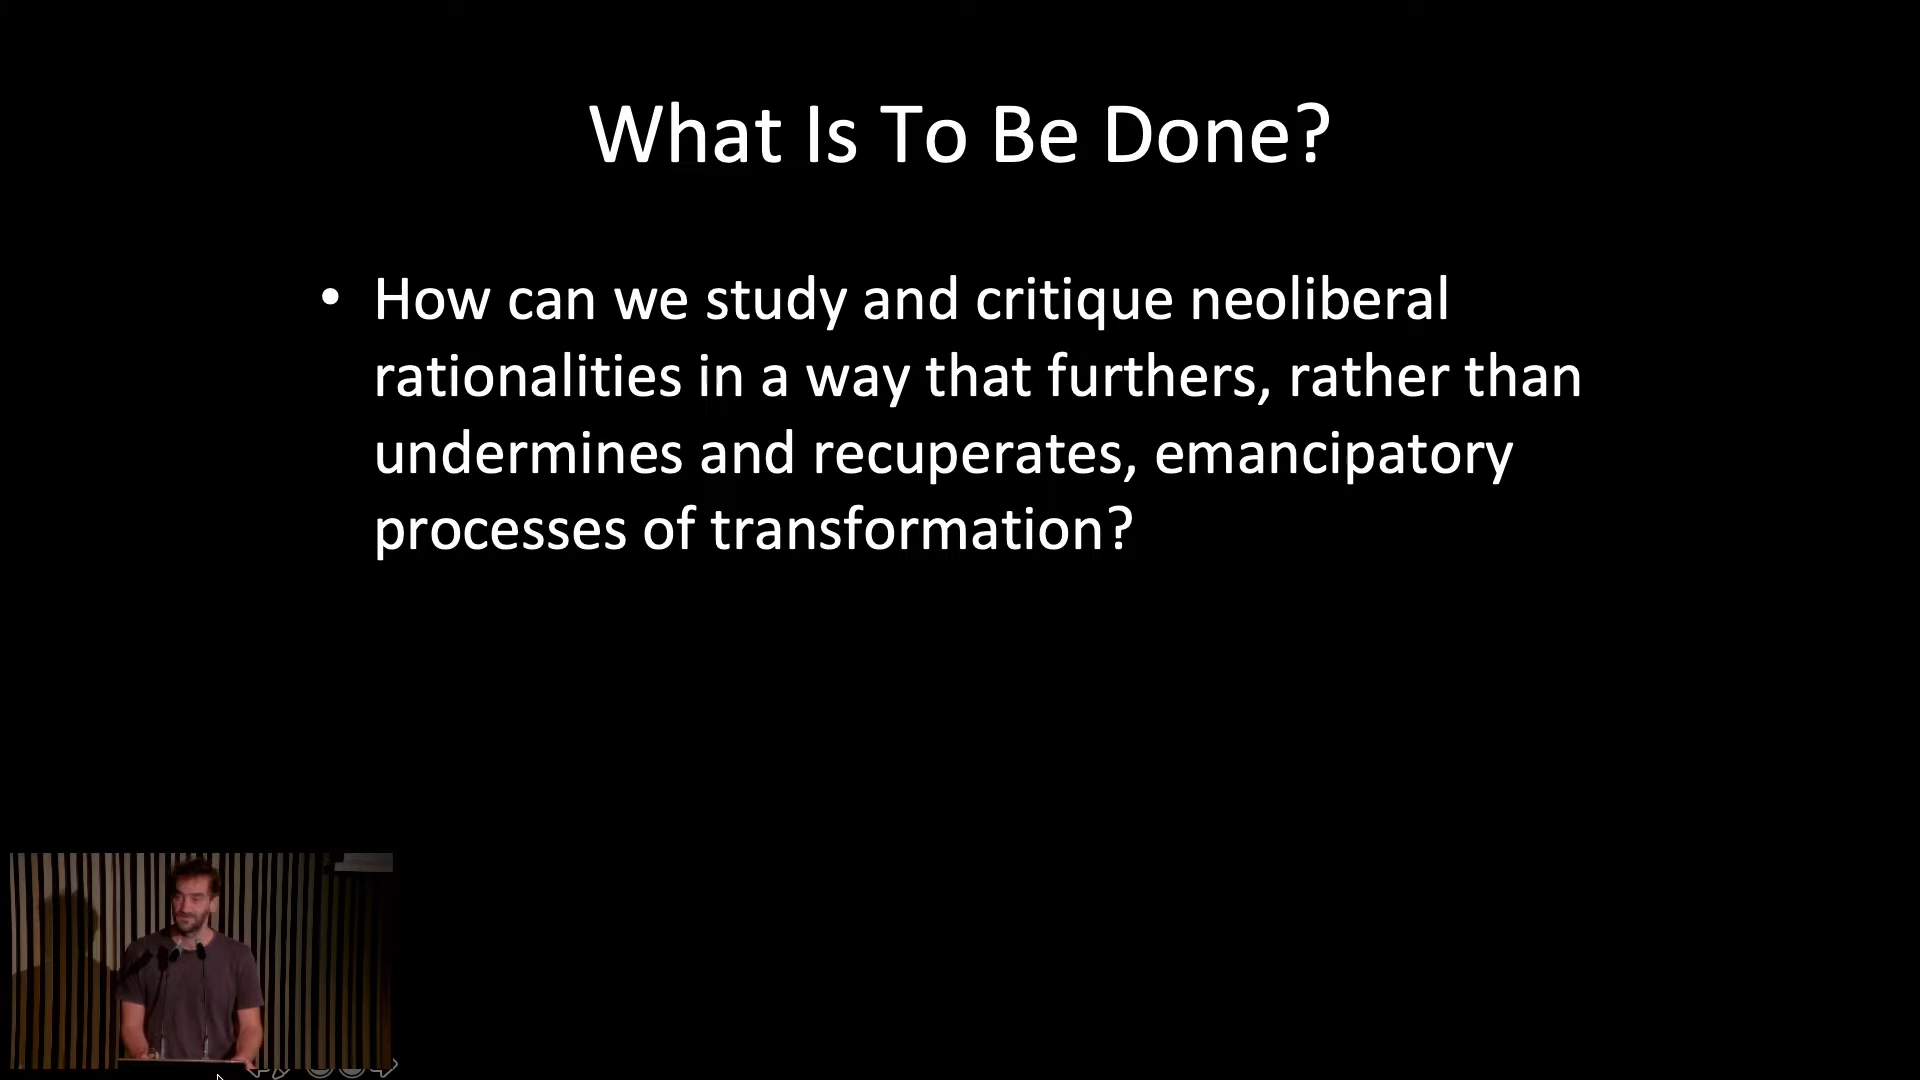 What Is To Be Done?
• How can we study and critique neoliberal
rationalities in a way that furthers, rather than
undermines and recuperates, emancipatory
processes of transformation?